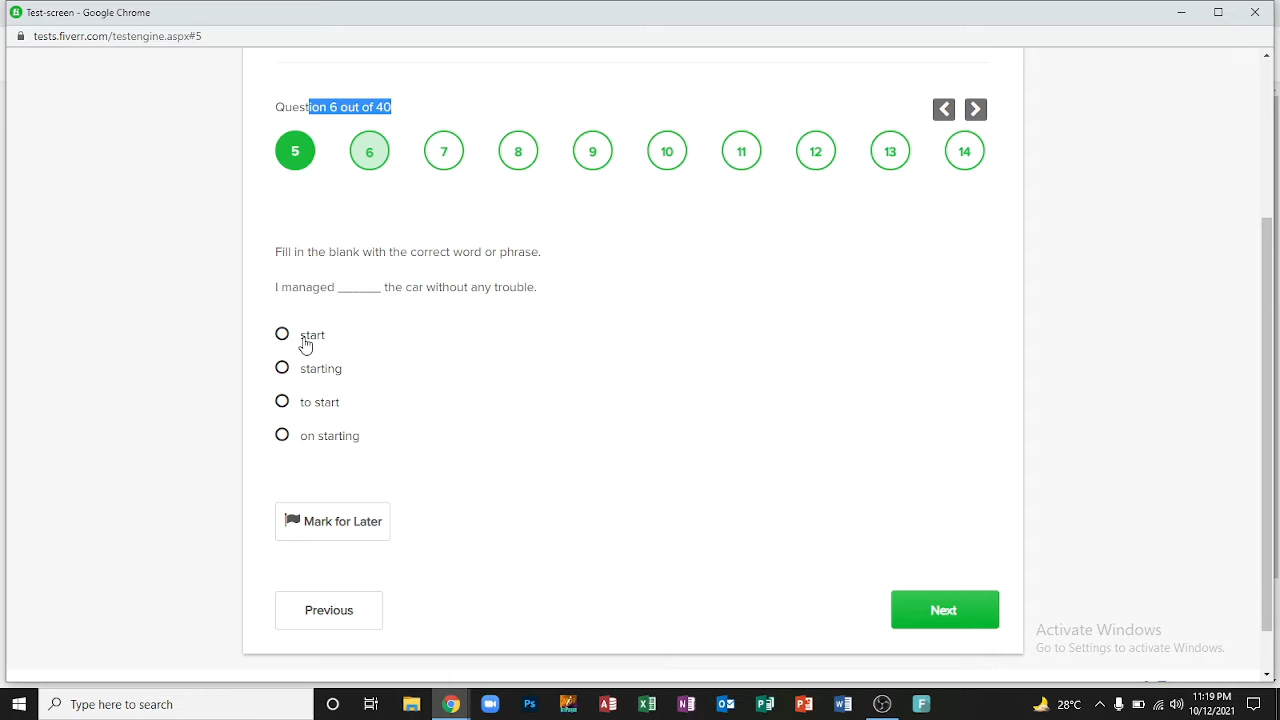 Test-screen - Google Chrome
tests.fiverr.com/testengine.aspx#5
Question 6 out of 40
5 6 7 8 9 10 11 12 13 14
Fill in the blank with the correct word or phrase.
I managed ______ the car without any trouble.
start
starting
to start
on starting
Mark for Later
Previous
Next
Activate Windows
Go to Settings to activate Windows.
Type here to search
28°C
11:19 PM
10/12/2021